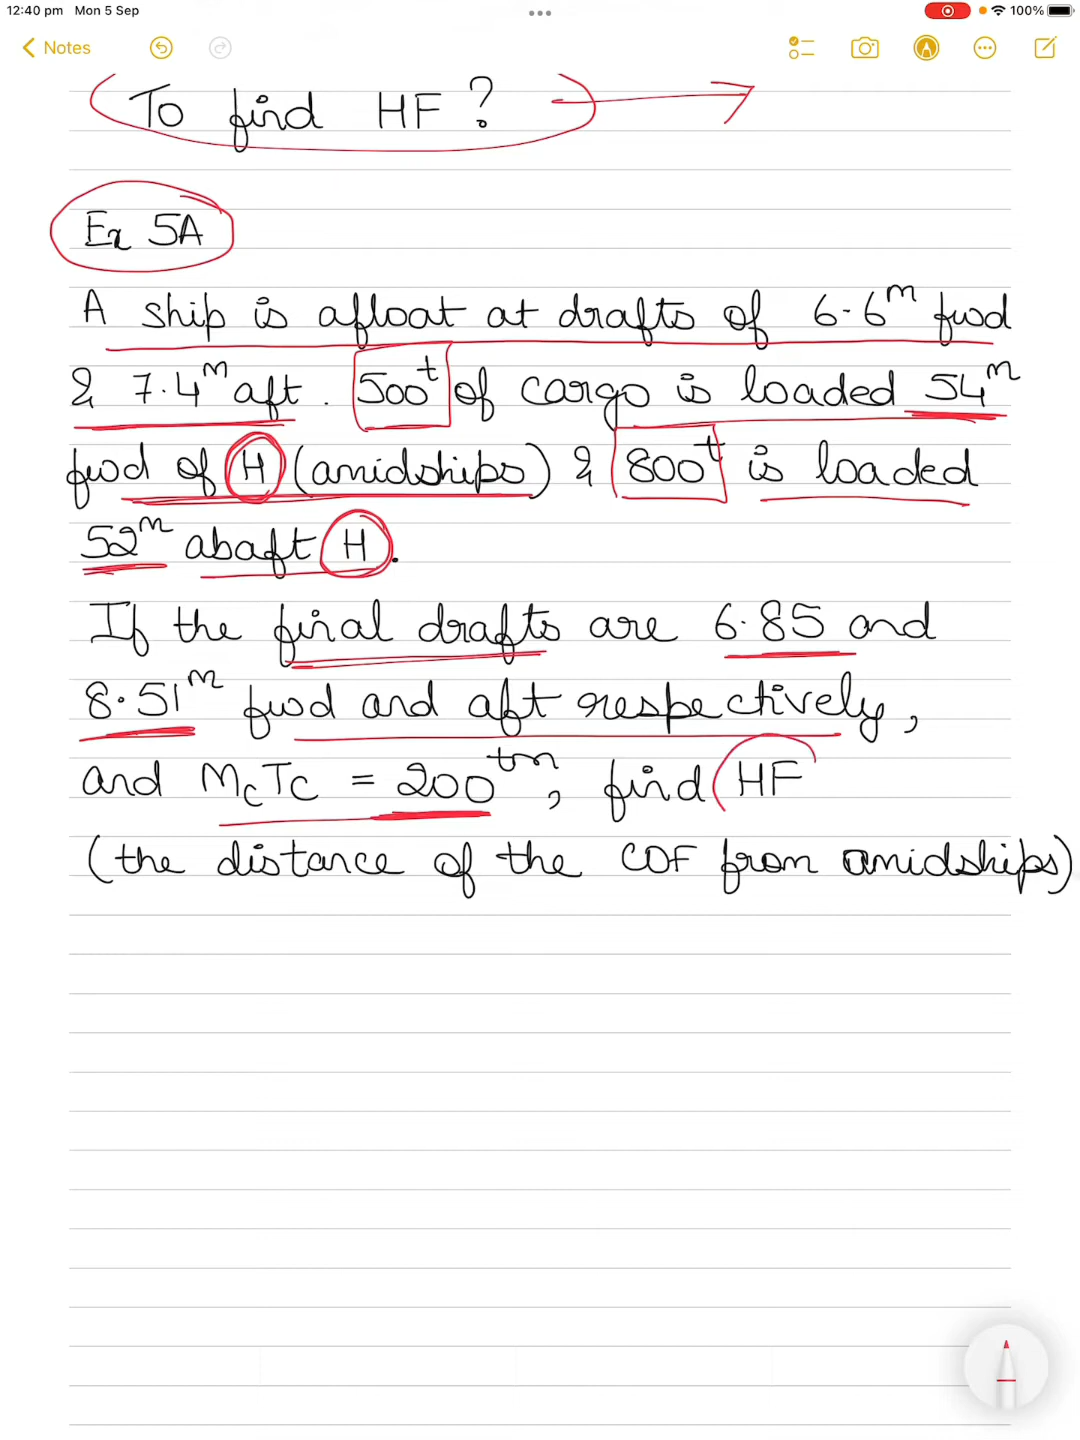 12:40 pm Mon 5 Sep
100%
Notes
To find HF?
Ex 5A
A ship is afloat at drafts of 6.6m fwd
& 7.4m aft. 500t of cargo is loaded 54m
fwd of H (amidships) & 800t is loaded
52m abaft H.
If the final drafts are 6.85 and
8.51m fwd and aft respectively,
and MCTC = 200tm, find HF
(the distance of the COF from amidships)